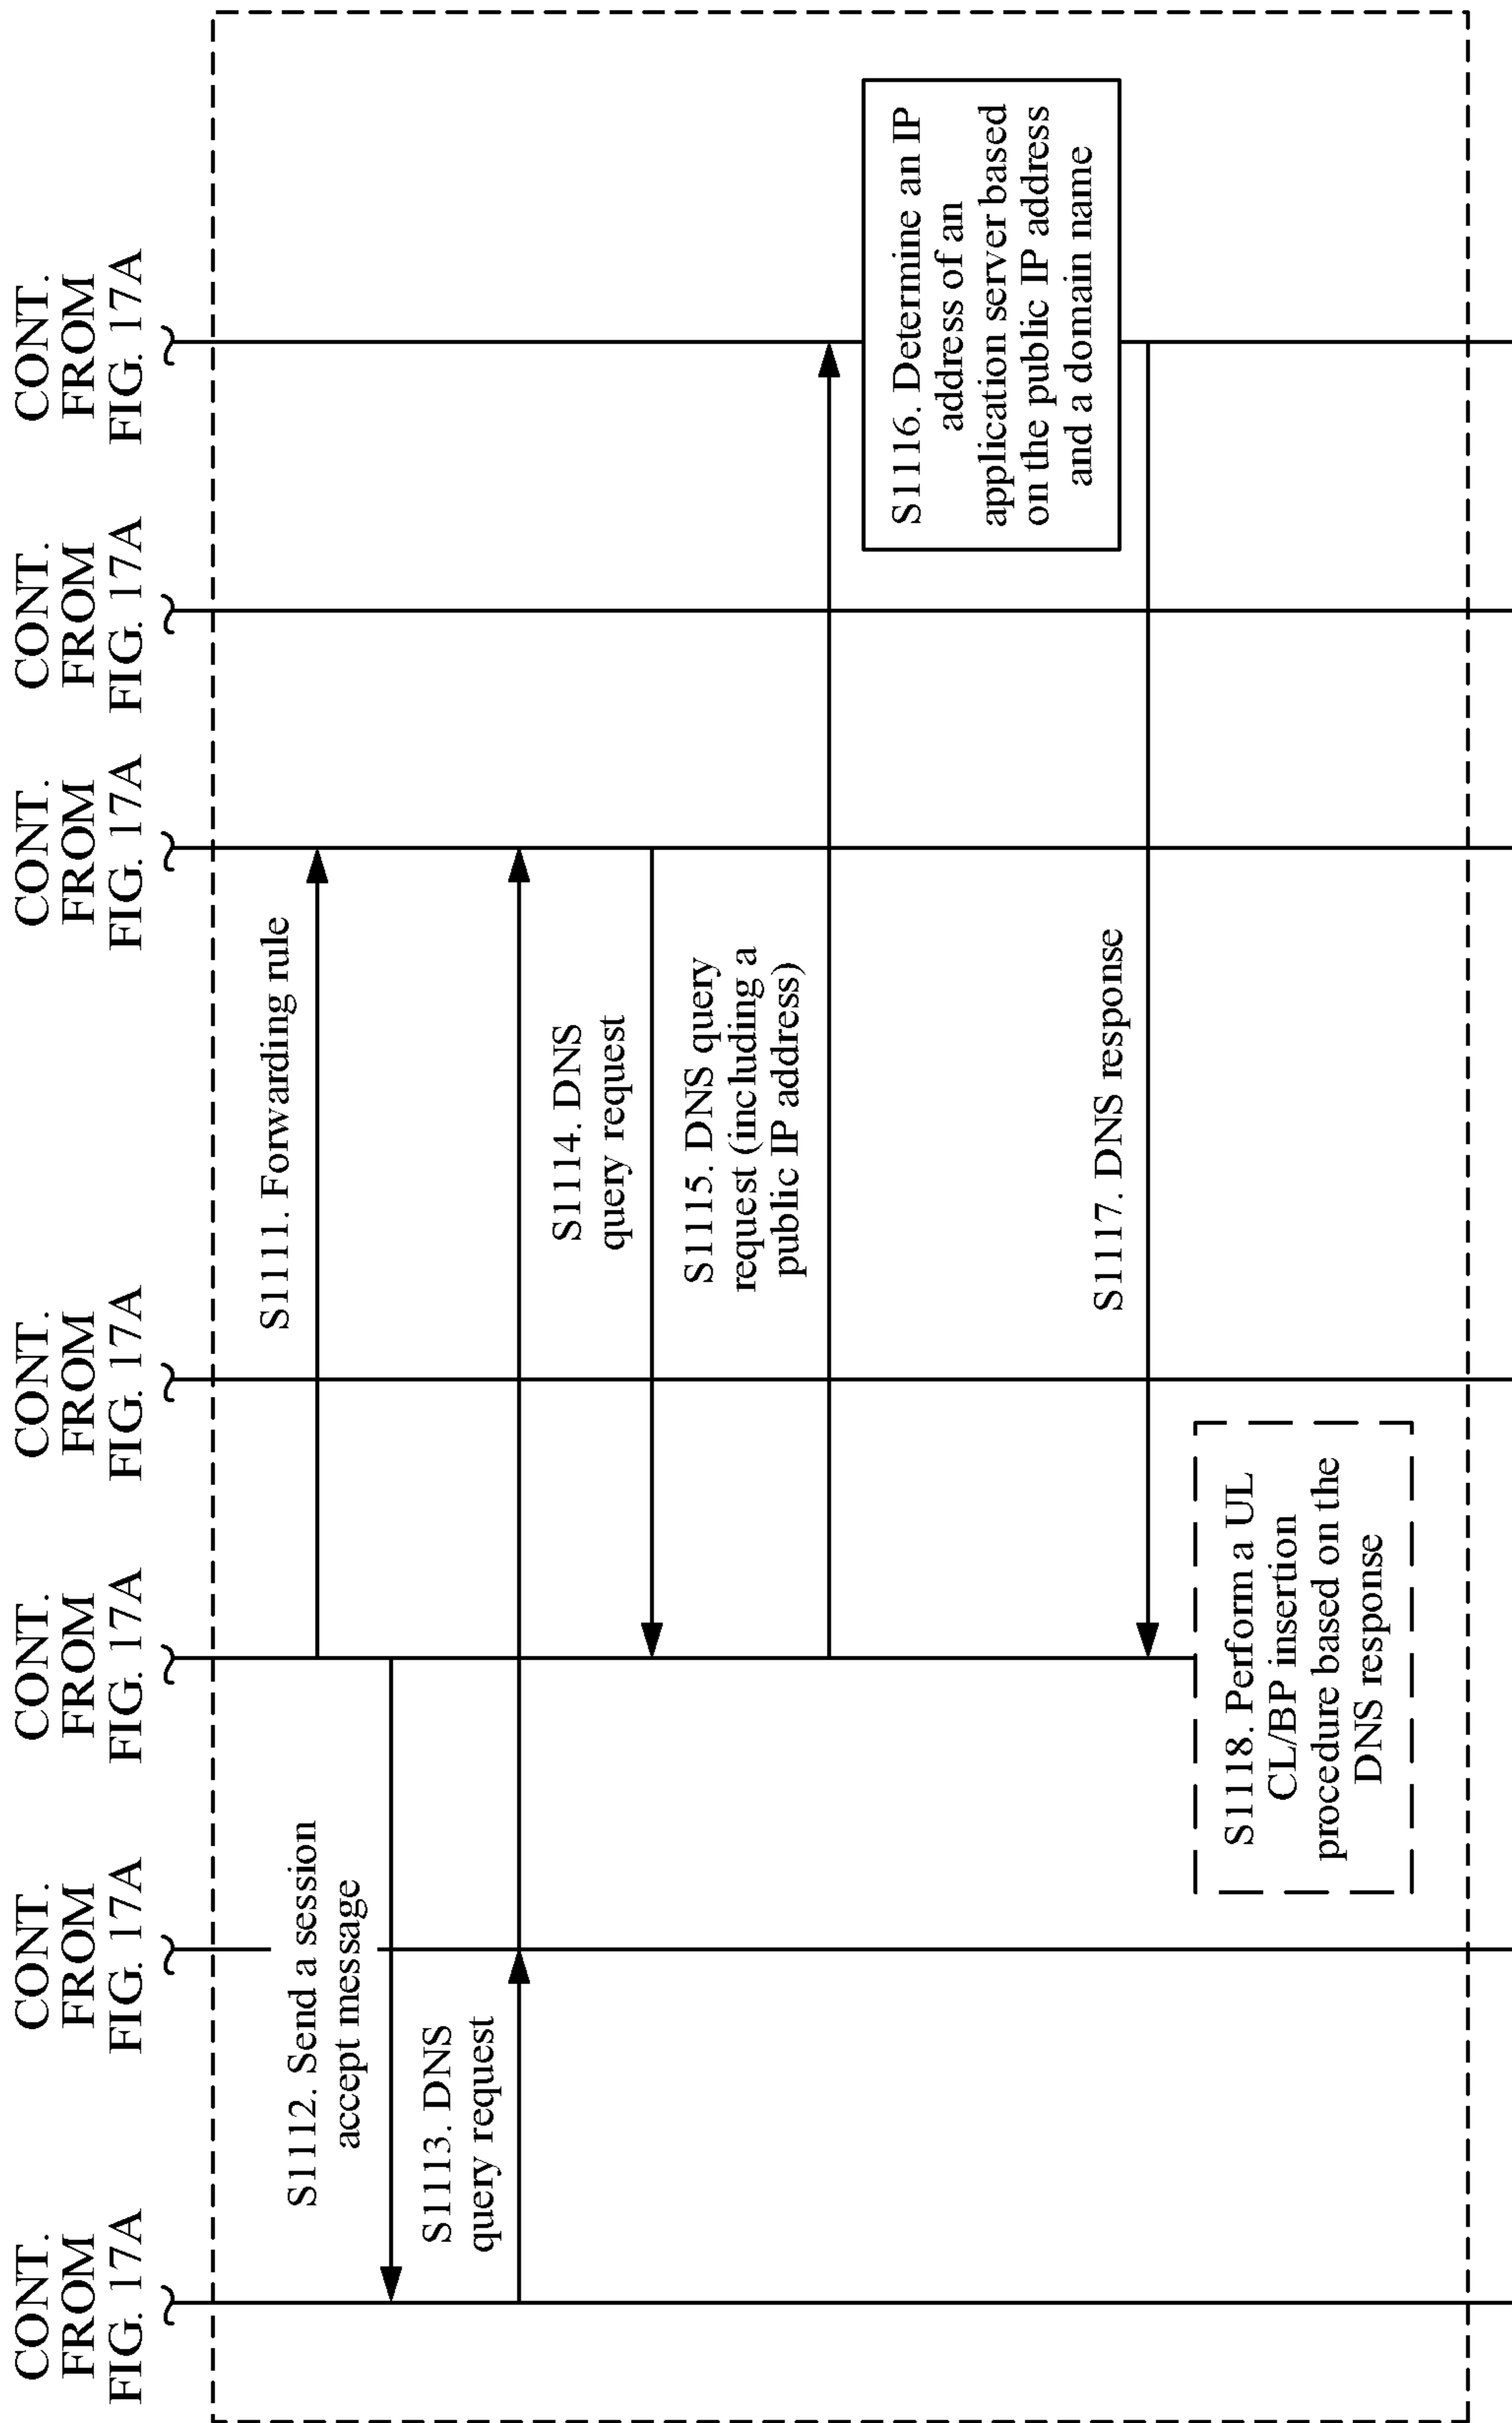 CONT.
FROM
FIG. 17A
CONT.
FROM
FIG. 17A
CONT.
FROM
FIG. 17A
CONT.
FROM
FIG. 17A
CONT.
FROM
FIG. 17A
CONT.
FROM
FIG. 17A
CONT.
FROM
FIG. 17A
S1111. Forwarding rule
S1112. Send a session
accept message
S1113. DNS
query request
S1114. DNS
query request
S1115. DNS query
request (including a
public IP address)
S1116. Determine an IP
address of an
application server based
on the public IP address
and a domain name
S1117. DNS response
S1118. Perform a UL
CL/BP insertion
procedure based on the
DNS response